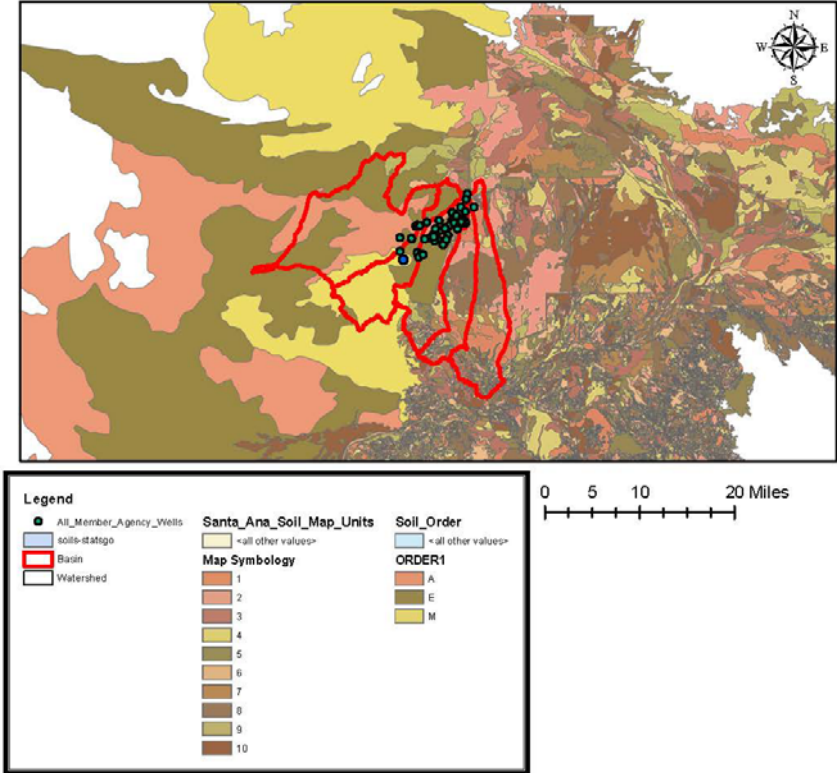 N
W E
S
0 5 10 20 Miles
Legend
All_Member_Agency_Wells
soils-statsgo
Basin
Watershed
Santa_Ana_Soil_Map_Units
<all other values>
Map Symbology
1
2
3
4
5
6
7
8
9
10
Soil_Order
<all other values>
ORDER1
A
E
M